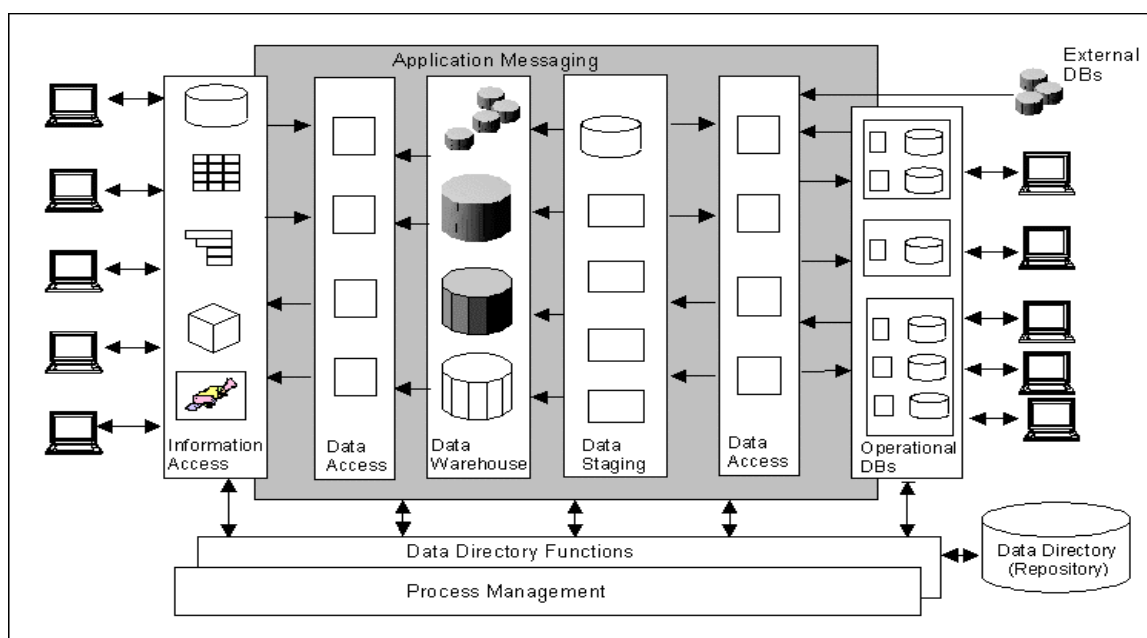 Application Messaging
External
DBs
Information
Access
Data
Access
Data
Warehouse
Data
Staging
Data
Access
Operational
DBs
Data Directory Functions
Process Management
Data Directory
(Repository)